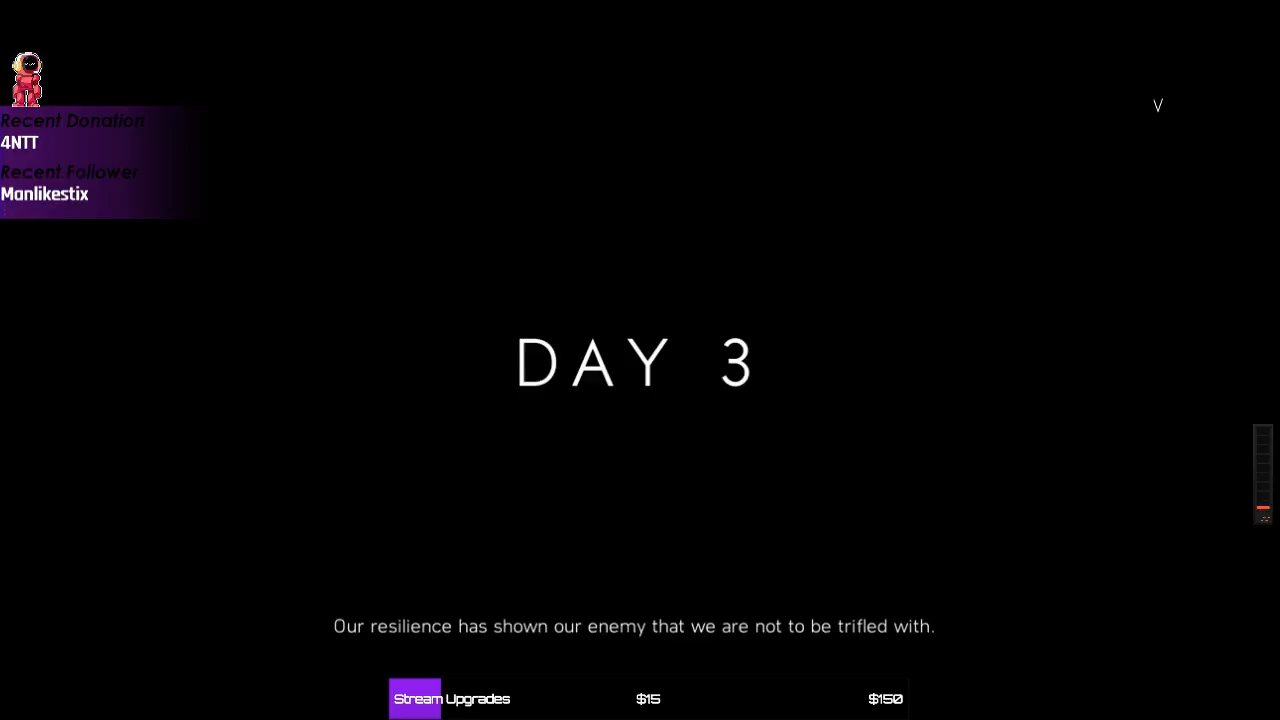 Recent Donation
4NTT
Recent Follower
Manlikestix
V
DAY 3
Our resilience has shown our enemy that we are not to be trifled with.
Stream Upgrades $15 $150